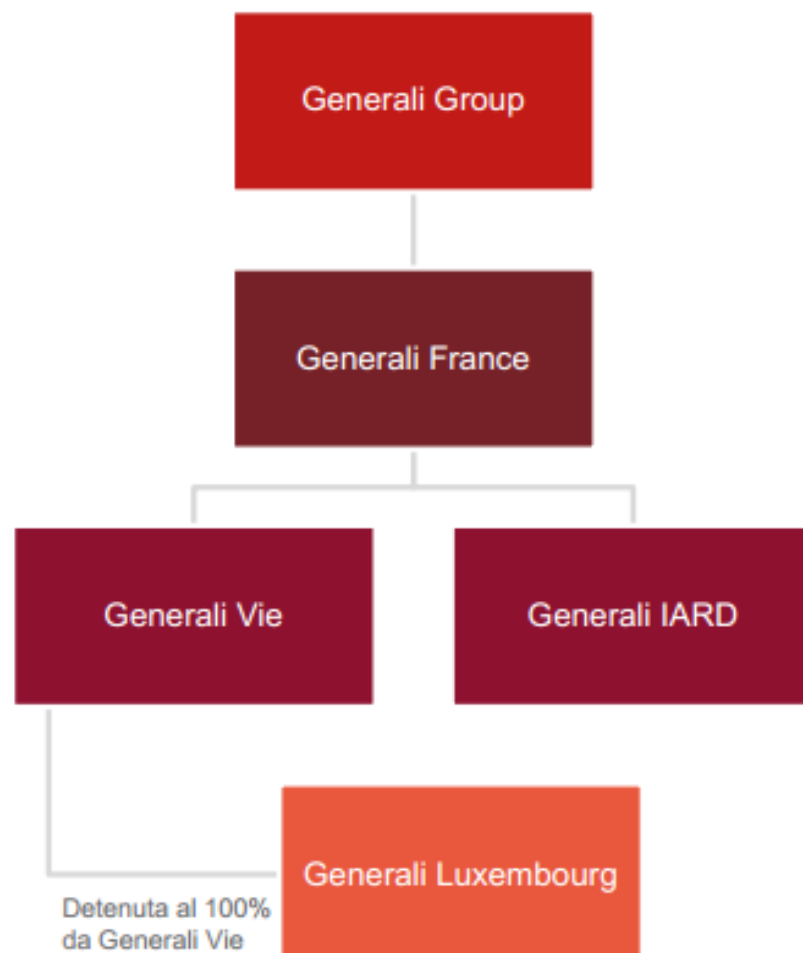 Generali Group
Generali France
Generali Vie
Generali IARD
Generali Luxembourg
Detenuta al 100%
da Generali Vie